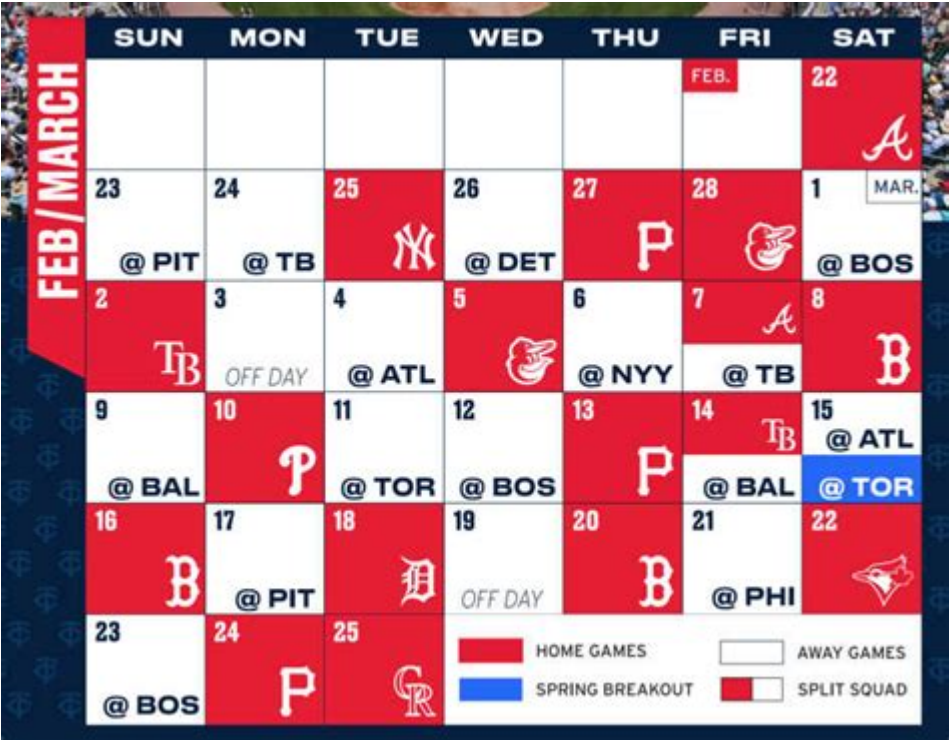 FEB/MARCH
SUN MON TUE WED THU FRI SAT
FEB. 22
A
23 24 25 26 27 28 1 MAR.
@ PIT @ TB NY @ DET P @ BOS
2 3 4 5 6 7 8
A
TB OFF DAY @ ATL @ NYY @ TB B
9 10 11 12 13 14 15
TB @ ATL
@ BAL P @ TOR @ BOS P @ BAL @ TOR
16 17 18 19 20 21 22
B @ PIT D OFF DAY B @ PHI
23 24 25
@ BOS P CR
HOME GAMES AWAY GAMES
SPRING BREAKOUT SPLIT SQUAD